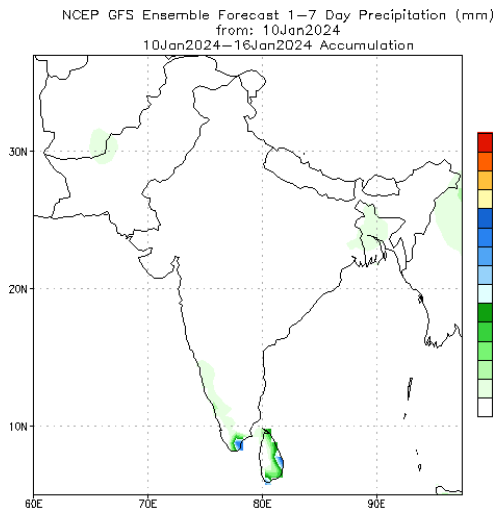 NCEP GFS Ensemble Forecast 1–7 Day Precipitation (mm)
from: 10Jan2024
10Jan2024–16Jan2024 Accumulation
30N
20N
10N
60E 70E 80E 90E